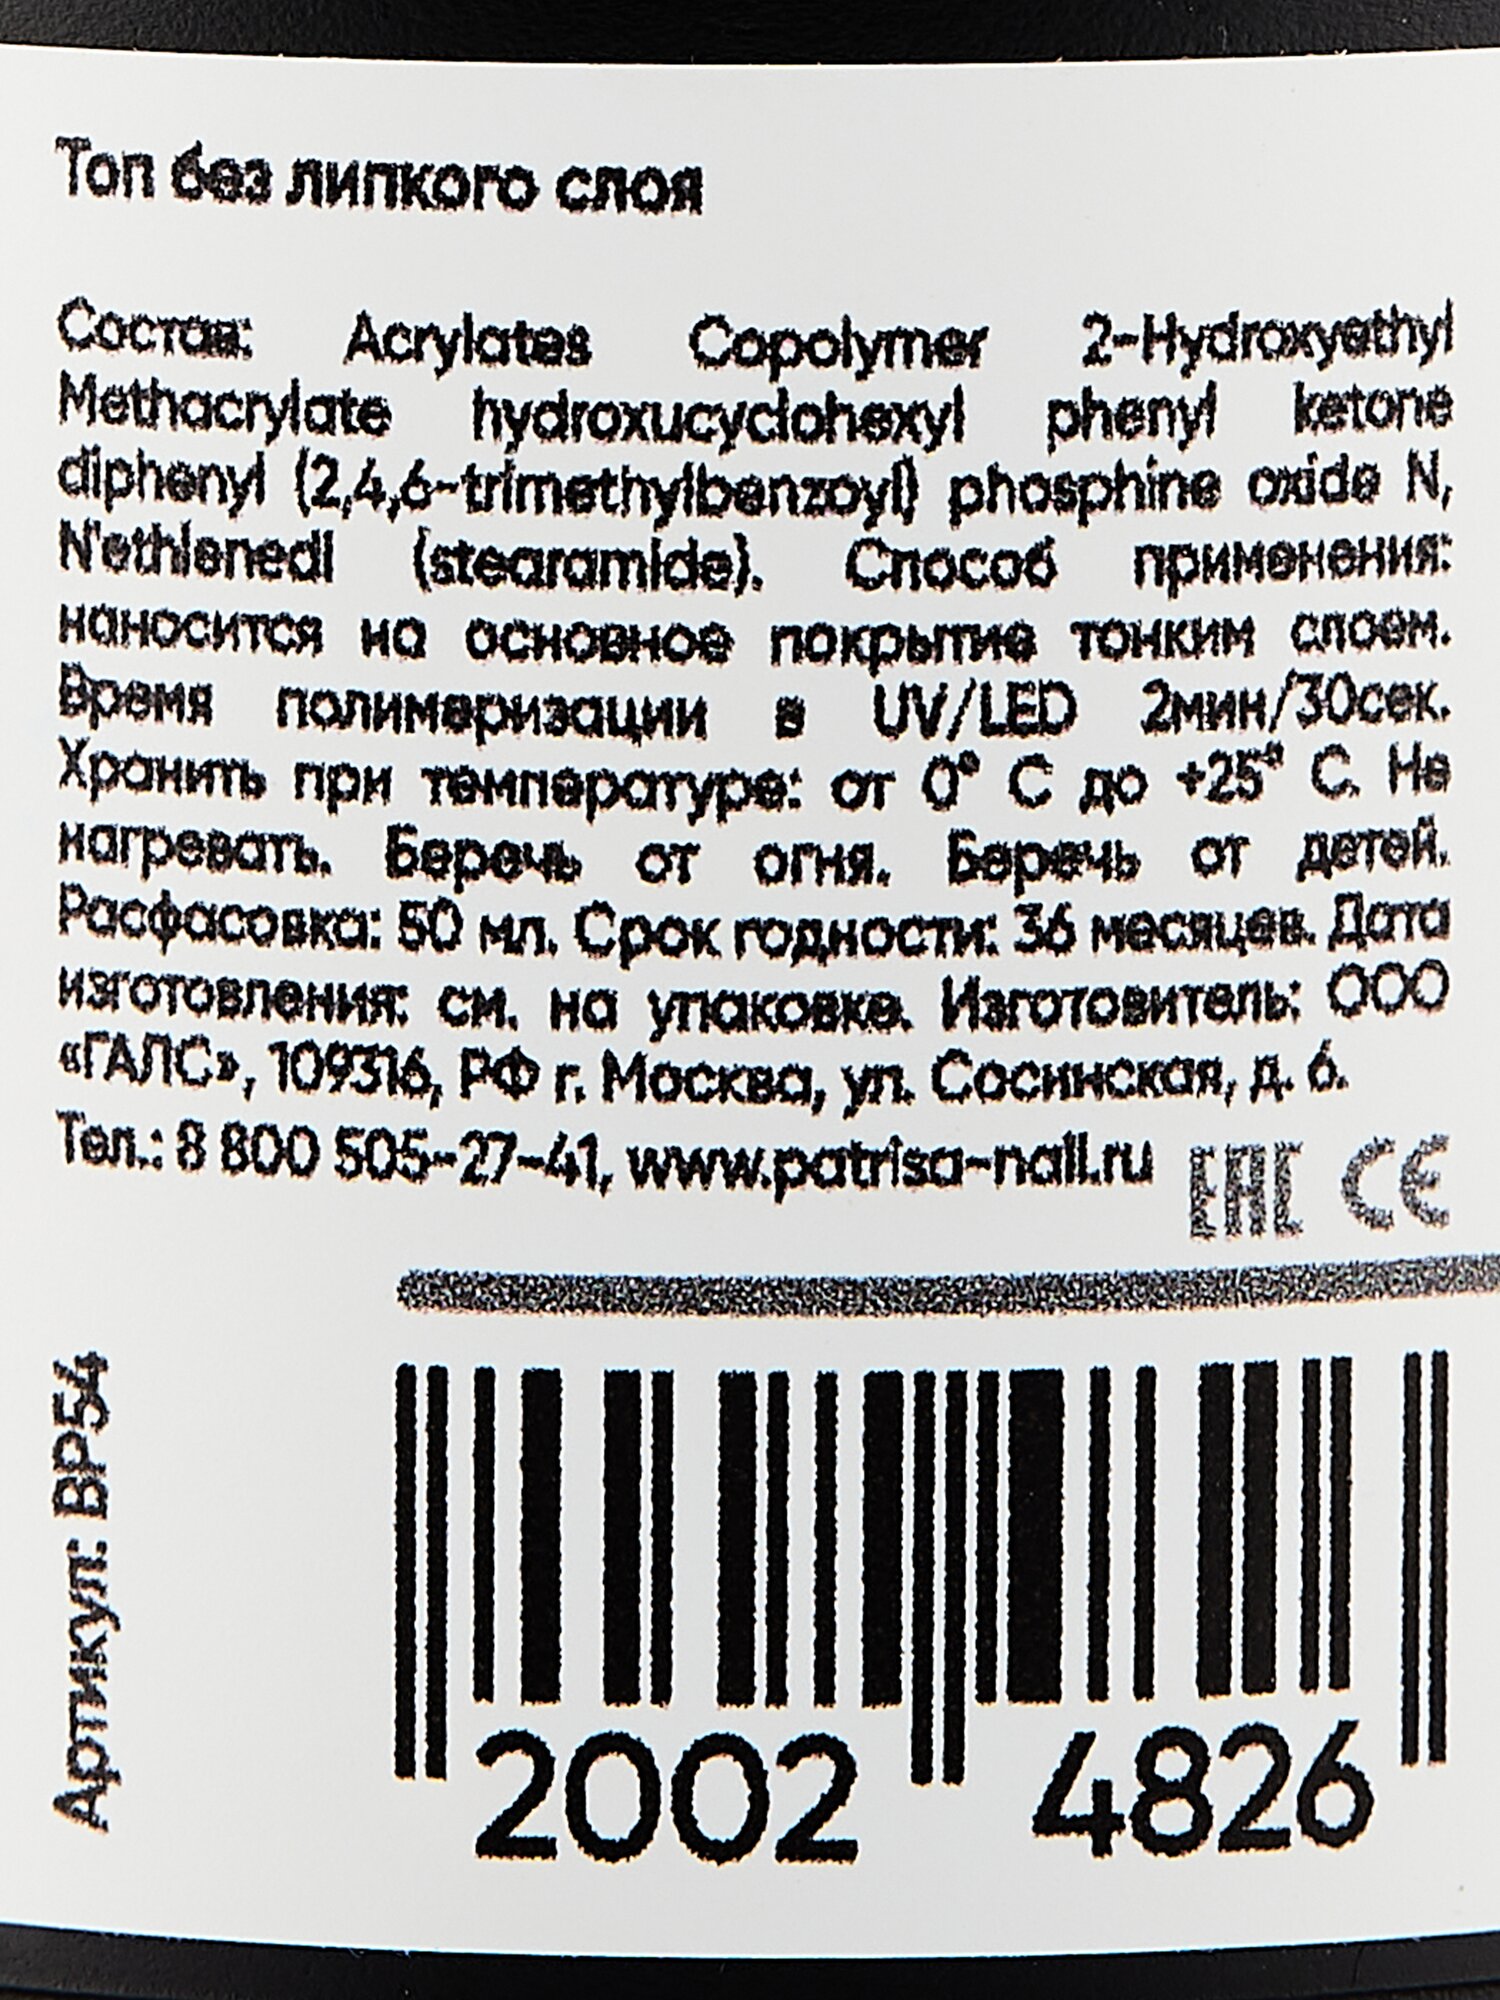 Топ без липкого слоя
Состав: Acrylates Copolymer 2-Hydroxyethyl
Methacrylate hydroxucyclohexyl phenyl ketone
diphenyl (2,4,6-trimethylbenzoyl) phosphine oxide N,
N'ethlenedi (stearamide). Способ применения:
наносится на основное покрытие тонким слоем.
Время полимеризации в UV/LED 2мин/30сек.
Хранить при температуре: от 0° С до +25° С. Не
нагревать. Беречь от огня. Беречь от детей.
Расфасовка: 50 мл. Срок годности: 36 месяцев. Дата
изготовления: см. на упаковке. Изготовитель: ООО
«ГАЛС», 109316, РФ г. Москва, ул. Сосинская, д. 6.
Тел.: 8 800 505-27-41, www.patrisa-nail.ru EAC CE
Артикул: BP54
2002 4826